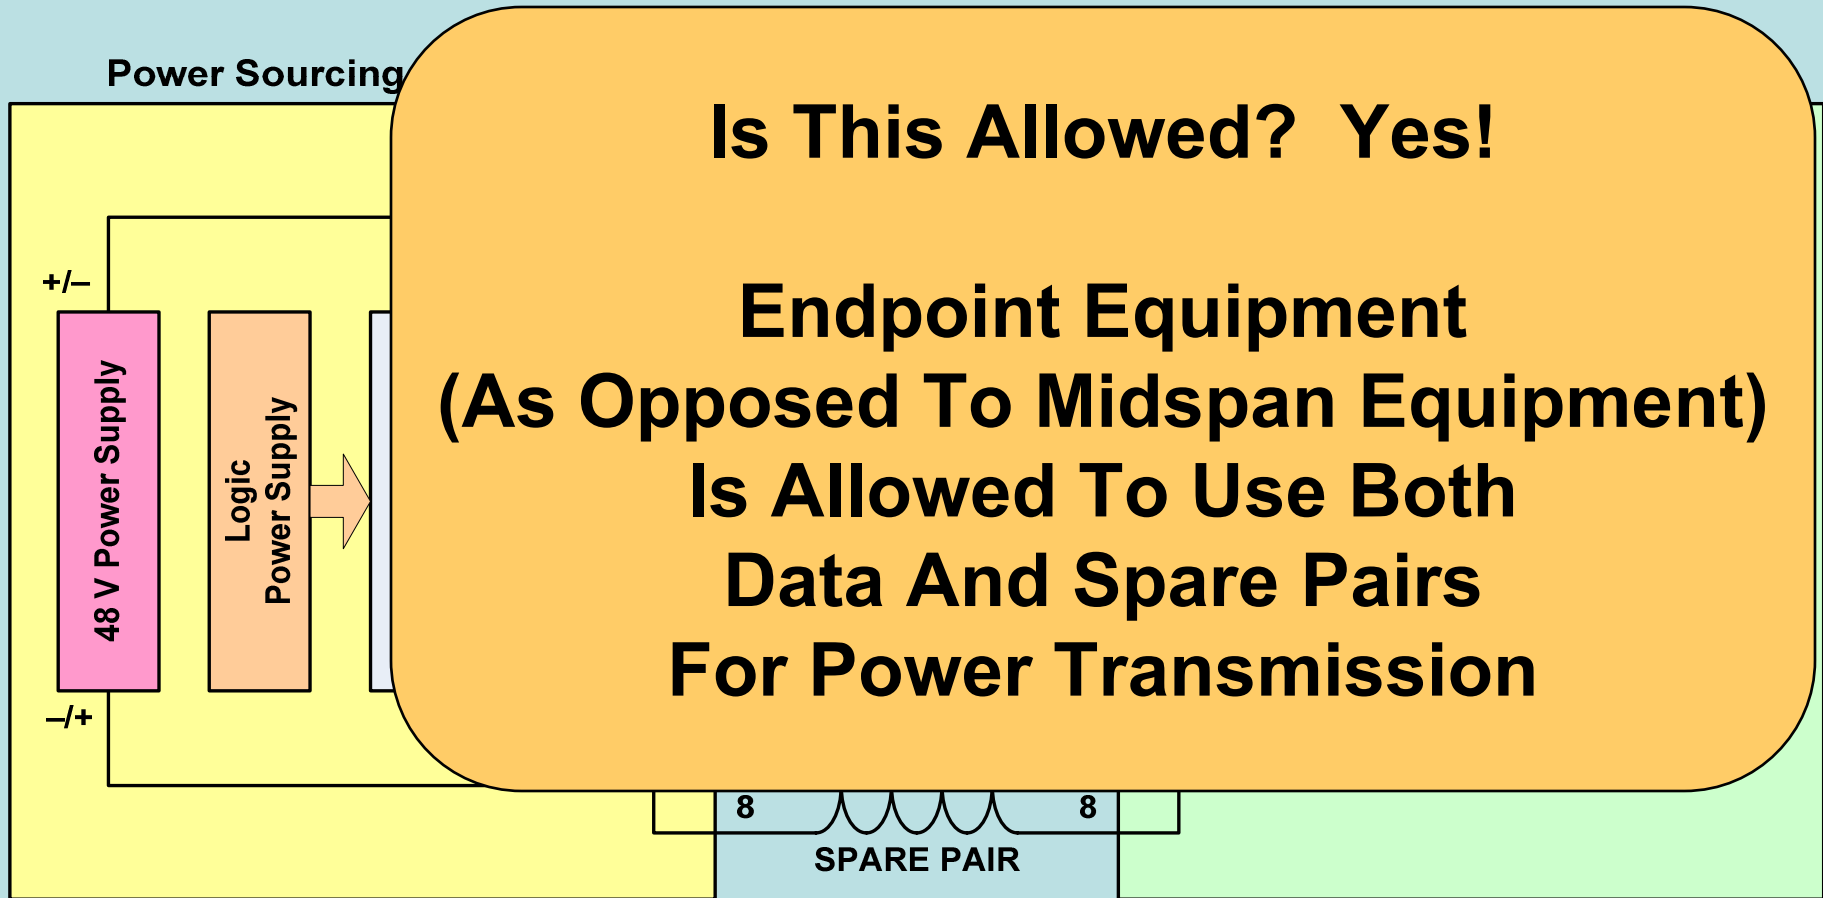 Power Sourcing
Is This Allowed?  Yes!
Endpoint Equipment
(As Opposed To Midspan Equipment)
Is Allowed To Use Both
Data And Spare Pairs
For Power Transmission
+/–
48 V Power Supply
Logic
Power Supply
–/+
8
8
SPARE PAIR